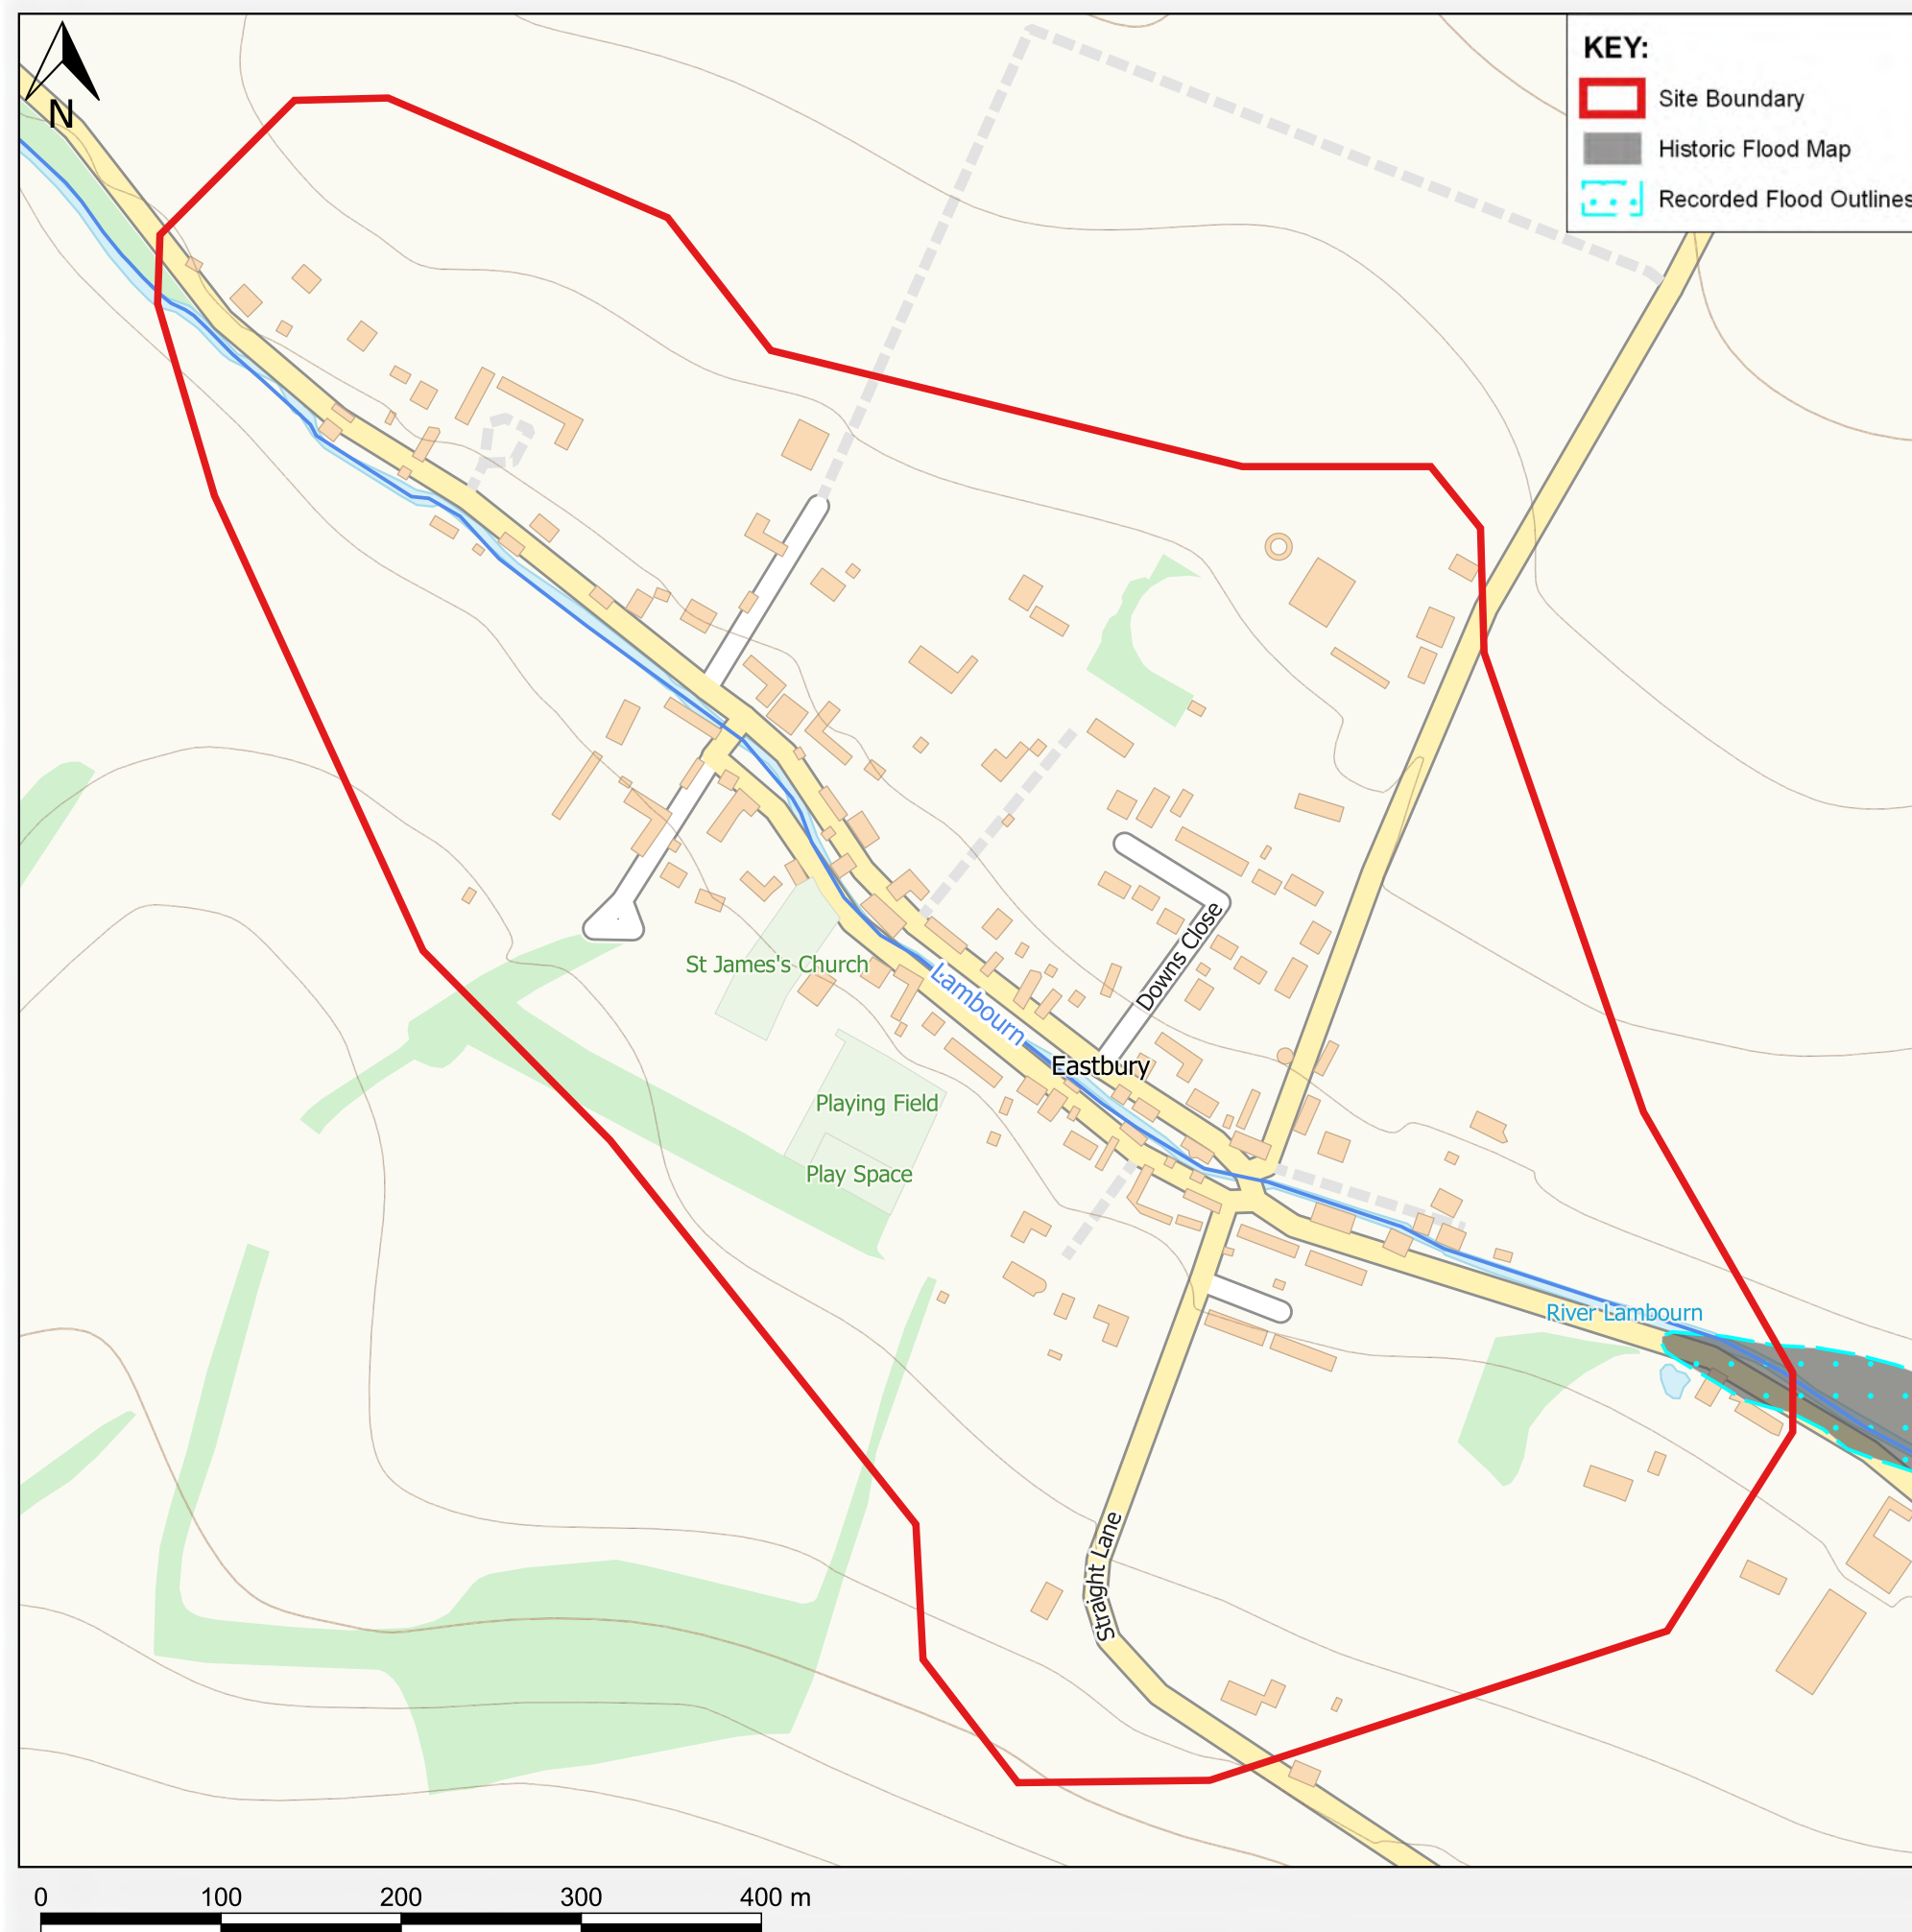 N
KEY:
Site Boundary
Historic Flood Map
Recorded Flood Outlines
Downs Close
St James's Church
Lambourn
Eastbury
Playing Field
Play Space
River Lambourn
Straight Lane
0 100 200 300 400 m